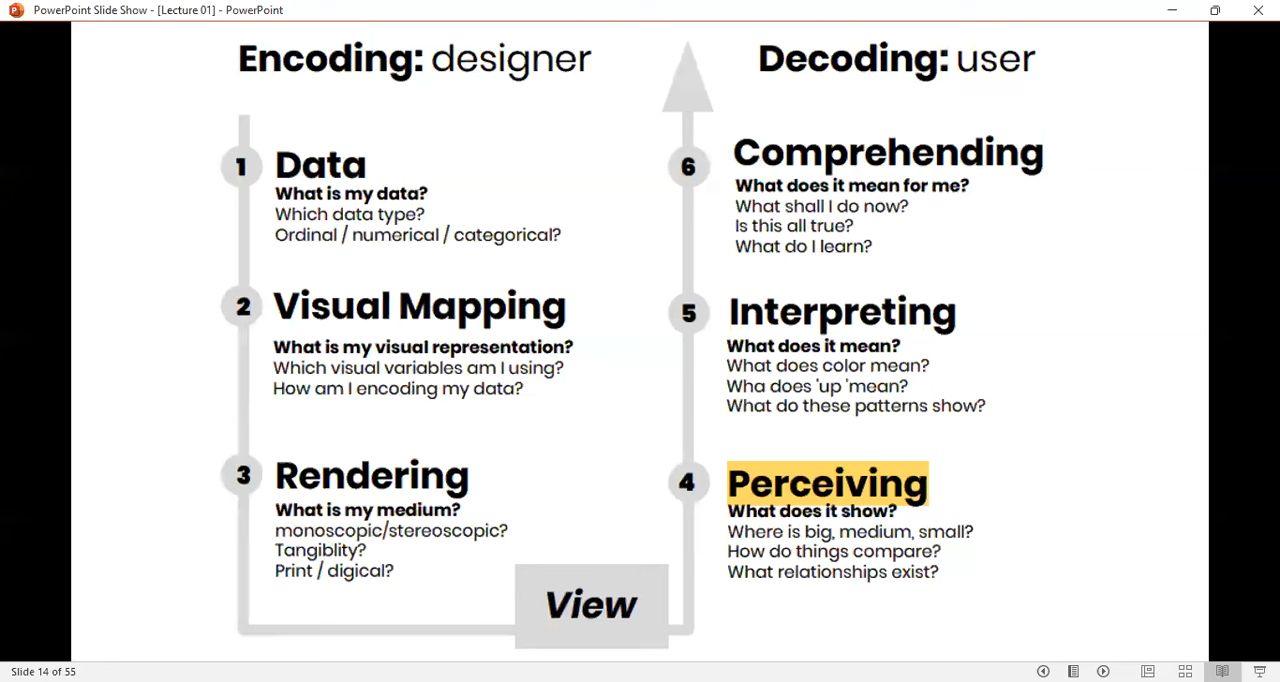 PowerPoint Slide Show - [Lecture 01] - PowerPoint
Encoding: designer
1
Data
What is my data?
Which data type?
Ordinal / numerical / categorical?
2
Visual Mapping
What is my visual representation?
Which visual variables am I using?
How am I encoding my data?
3
Rendering
What is my medium?
monoscopic/stereoscopic?
Tangiblity?
Print / digical?
View
Decoding: user
6
Comprehending
What does it mean for me?
What shall I do now?
Is this all true?
What do I learn?
5
Interpreting
What does it mean?
What does color mean?
Wha does 'up 'mean?
What do these patterns show?
4
Perceiving
What does it show?
Where is big, medium, small?
How do things compare?
What relationships exist?
Slide 14 of 55